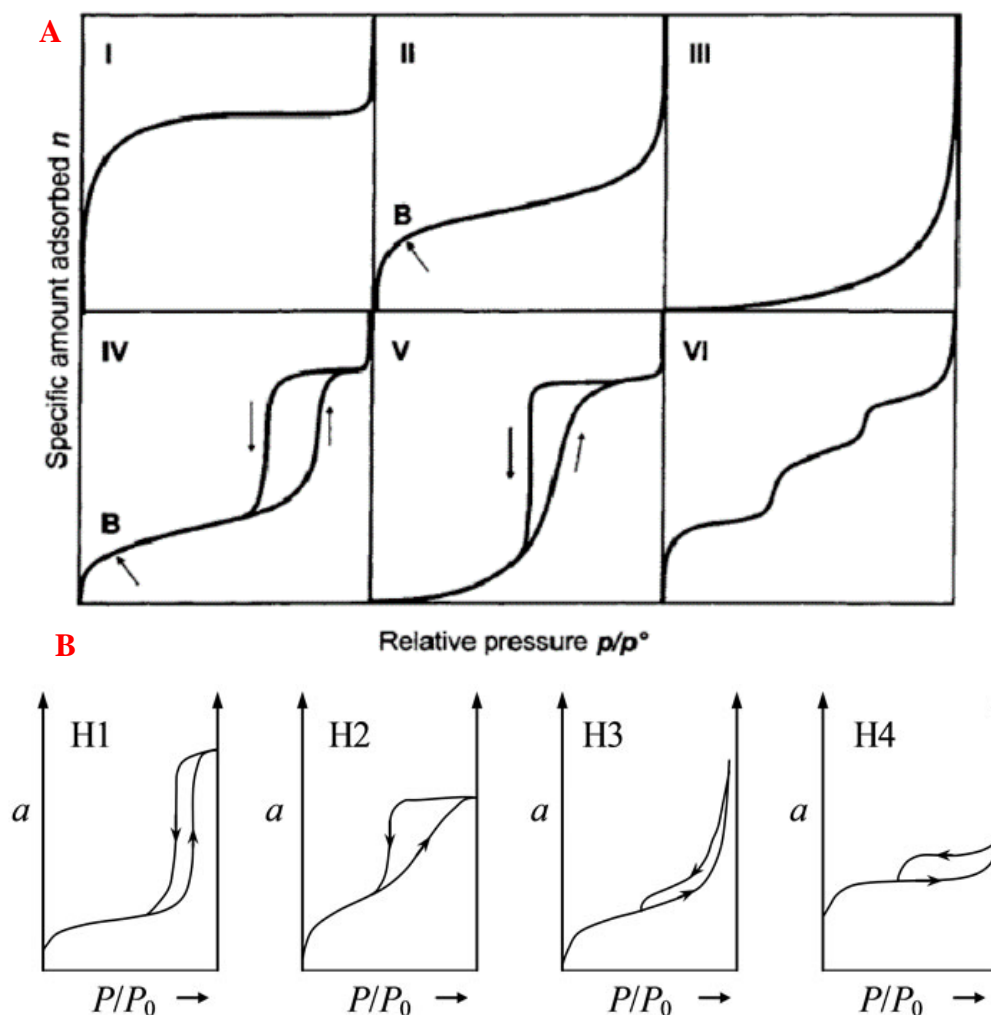 A
I II III
Specific amount adsorbed n
B
IV V VI
B
Relative pressure p/p°
B
H1 H2 H3 H4
a a a a
P/P₀ → P/P₀ → P/P₀ → P/P₀ →